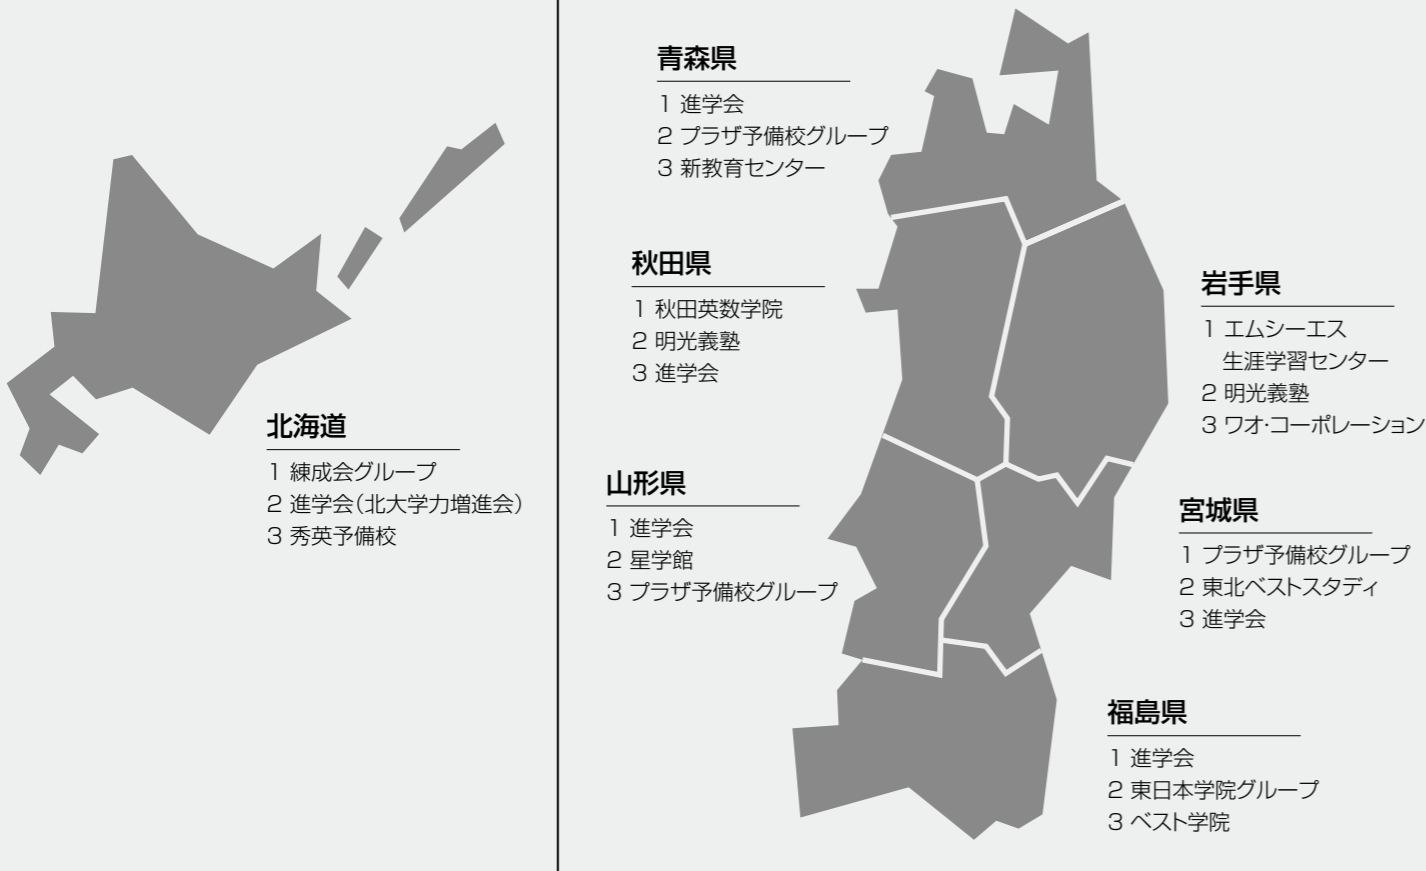 北海道
1 練成会グループ
2 進学会（北大学力増進会）
3 秀英予備校
青森県
1 進学会
2 プラザ予備校グループ
3 新教育センター
秋田県
1 秋田英数学院
2 明光義塾
3 進学会
岩手県
1 エムシーエス
生涯学習センター
2 明光義塾
3 ワオ·コーポレーション
山形県
1 進学会
2 星学館
3 プラザ予備校グループ
宮城県
1 プラザ予備校グループ
2 東北ベストスタディ
3 進学会
福島県
1 進学会
2 東日本学院グループ
3 ベスト学院